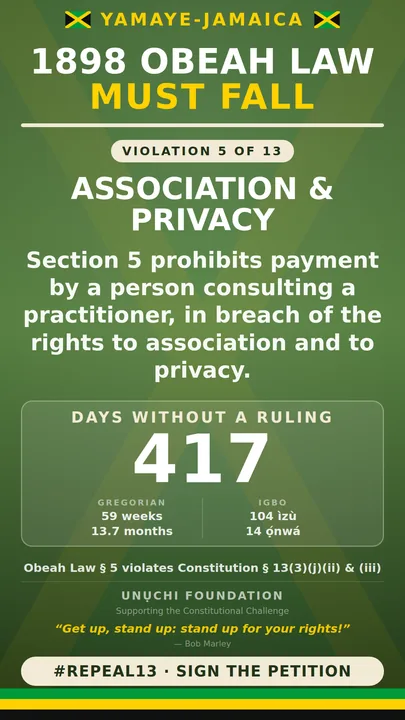 YAMAYE-JAMAICA
1898 OBEAH LAW
MUST FALL
VIOLATION 5 OF 13
ASSOCIATION &
PRIVACY
Section 5 prohibits payment
by a person consulting a
practitioner, in breach of the
rights to association and to
privacy.
DAYS WITHOUT A RULING
417
GREGORIAN
59 weeks
13.7 months
IGBO
104 ìzù
14 ọ́nwá
Obeah Law § 5 violates Constitution § 13(3)(j)(ii) & (iii)
UNỤCHI FOUNDATION
Supporting the Constitutional Challenge
“Get up, stand up: stand up for your rights!”
— Bob Marley
#REPEAL13 · SIGN THE PETITION